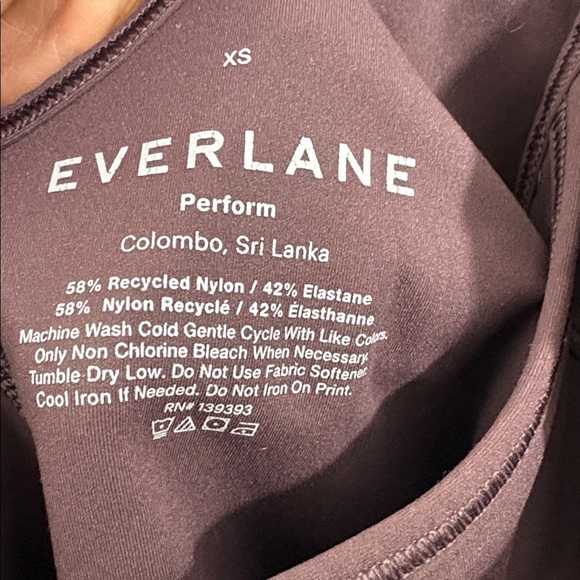 XS
EVERLANE
Perform
Colombo, Sri Lanka
58% Recycled Nylon / 42% Elastane
58% Nylon Recyclé / 42% Élasthanne
Machine Wash Cold Gentle Cycle With Like Colors.
Only Non Chlorine Bleach When Necessary.
Tumble Dry Low. Do Not Use Fabric Softener.
Cool Iron If Needed. Do Not Iron On Print.
RN# 139393